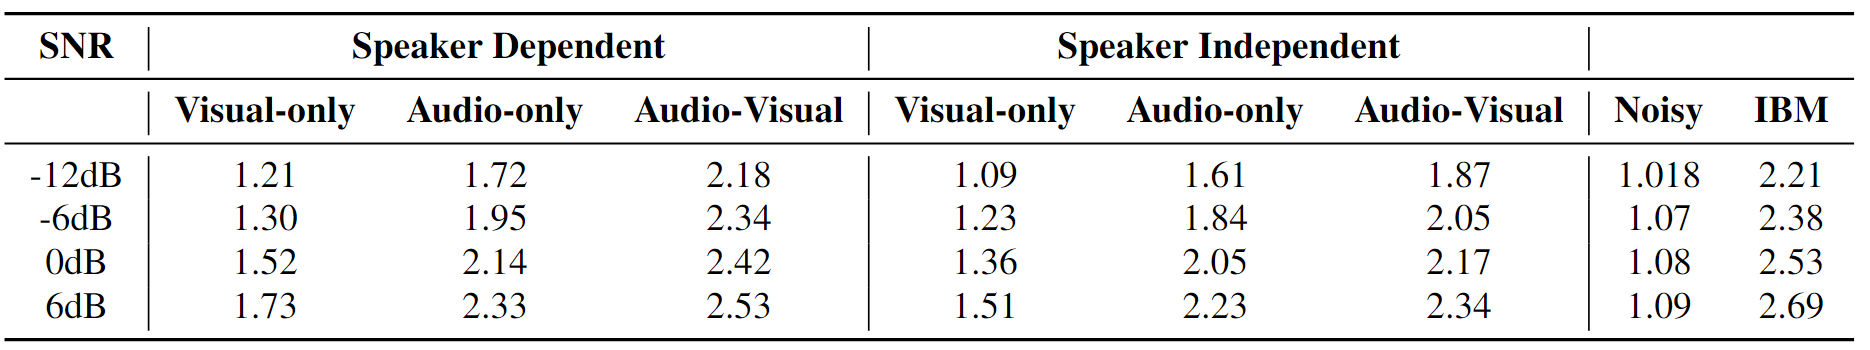 SNR Speaker Dependent Speaker Independent
Visual-only Audio-only Audio-Visual Visual-only Audio-only Audio-Visual Noisy IBM
-12dB 1.21 1.72 2.18 1.09 1.61 1.87 1.018 2.21
-6dB 1.30 1.95 2.34 1.23 1.84 2.05 1.07 2.38
0dB 1.52 2.14 2.42 1.36 2.05 2.17 1.08 2.53
6dB 1.73 2.33 2.53 1.51 2.23 2.34 1.09 2.69